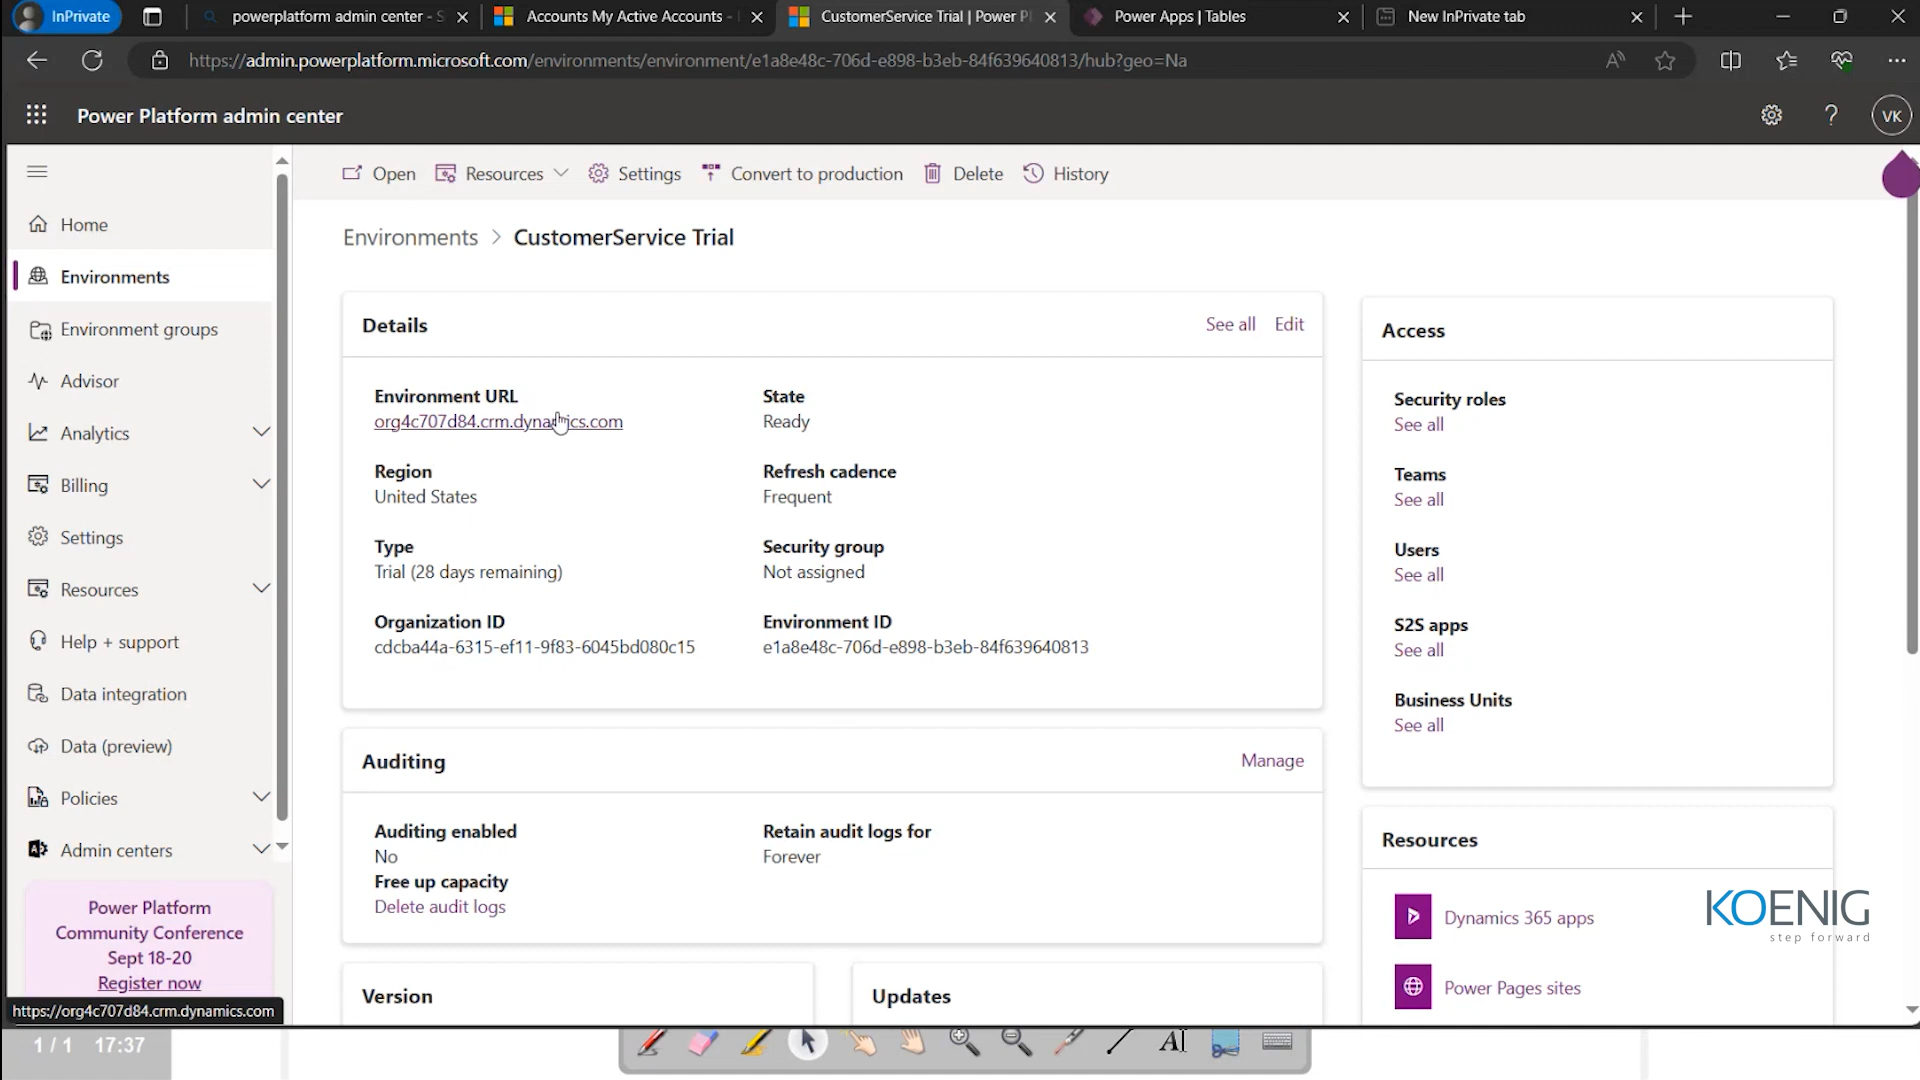 InPrivate
powerplatform admin center - S
Accounts My Active Accounts -
CustomerService Trial | Power Pl
Power Apps | Tables
New InPrivate tab
https://admin.powerplatform.microsoft.com/environments/environment/e1a8e48c-706d-e898-b3eb-84f639640813/hub?geo=Na
Power Platform admin center
VK
Open
Resources
Settings
Convert to production
Delete
History
Home
Environments
Environment groups
Advisor
Analytics
Billing
Settings
Resources
Help + support
Data integration
Data (preview)
Policies
Admin centers
Power Platform
Community Conference
Sept 18-20
Register now
https://org4c707d84.crm.dynamics.com
Environments > CustomerService Trial
Details
See all
Edit
Environment URL
org4c707d84.crm.dynamics.com
State
Ready
Region
United States
Refresh cadence
Frequent
Type
Trial (28 days remaining)
Security group
Not assigned
Organization ID
cdcba44a-6315-ef11-9f83-6045bd080c15
Environment ID
e1a8e48c-706d-e898-b3eb-84f639640813
Auditing
Manage
Auditing enabled
No
Retain audit logs for
Forever
Free up capacity
Delete audit logs
Version
Updates
Access
Security roles
See all
Teams
See all
Users
See all
S2S apps
See all
Business Units
See all
Resources
Dynamics 365 apps
Power Pages sites
KOENIG
step forward
1 / 1 17:37